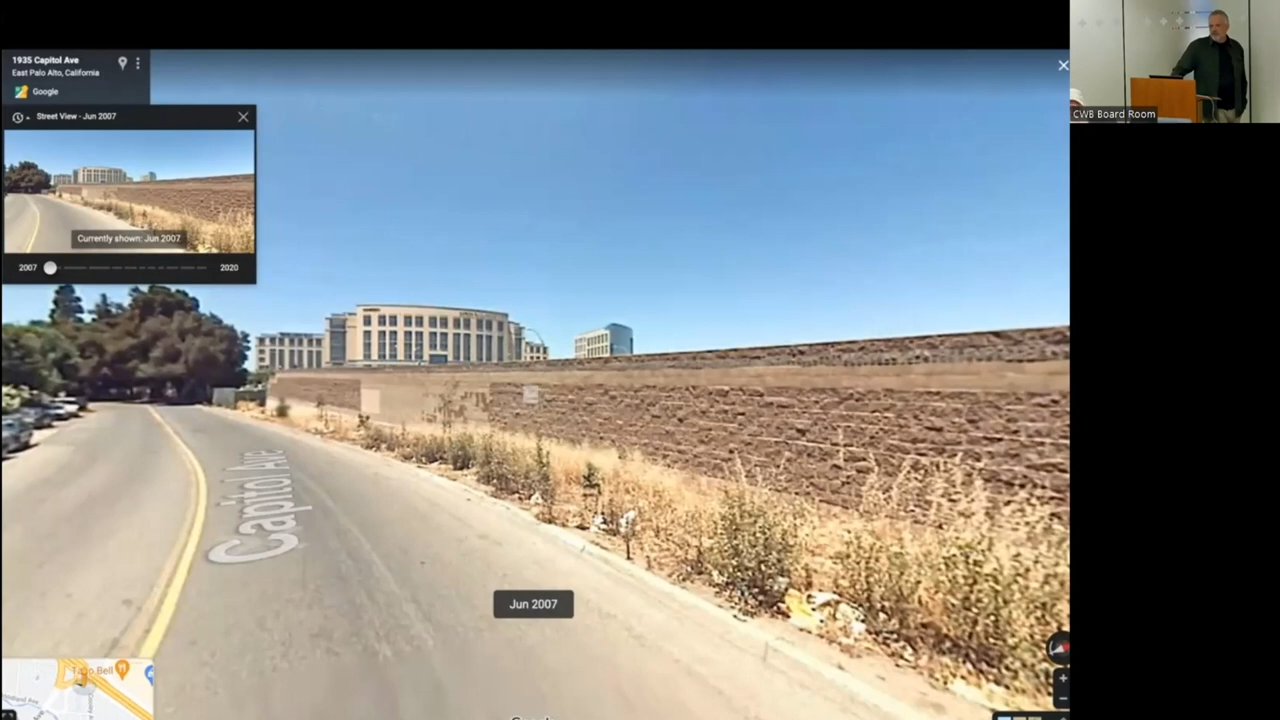 1935 Capitol Ave
East Palo Alto, California
Google
Street View - Jun 2007
Currently shown: Jun 2007
2007
2020
CWB Board Room
Capitol Ave
Jun 2007
Taco Bell